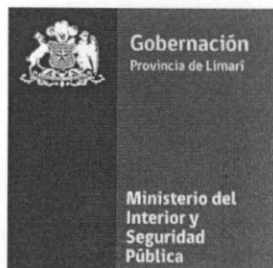 Gobernación
Provincia de Limarí
Ministerio del
Interior y
Seguridad
Pública